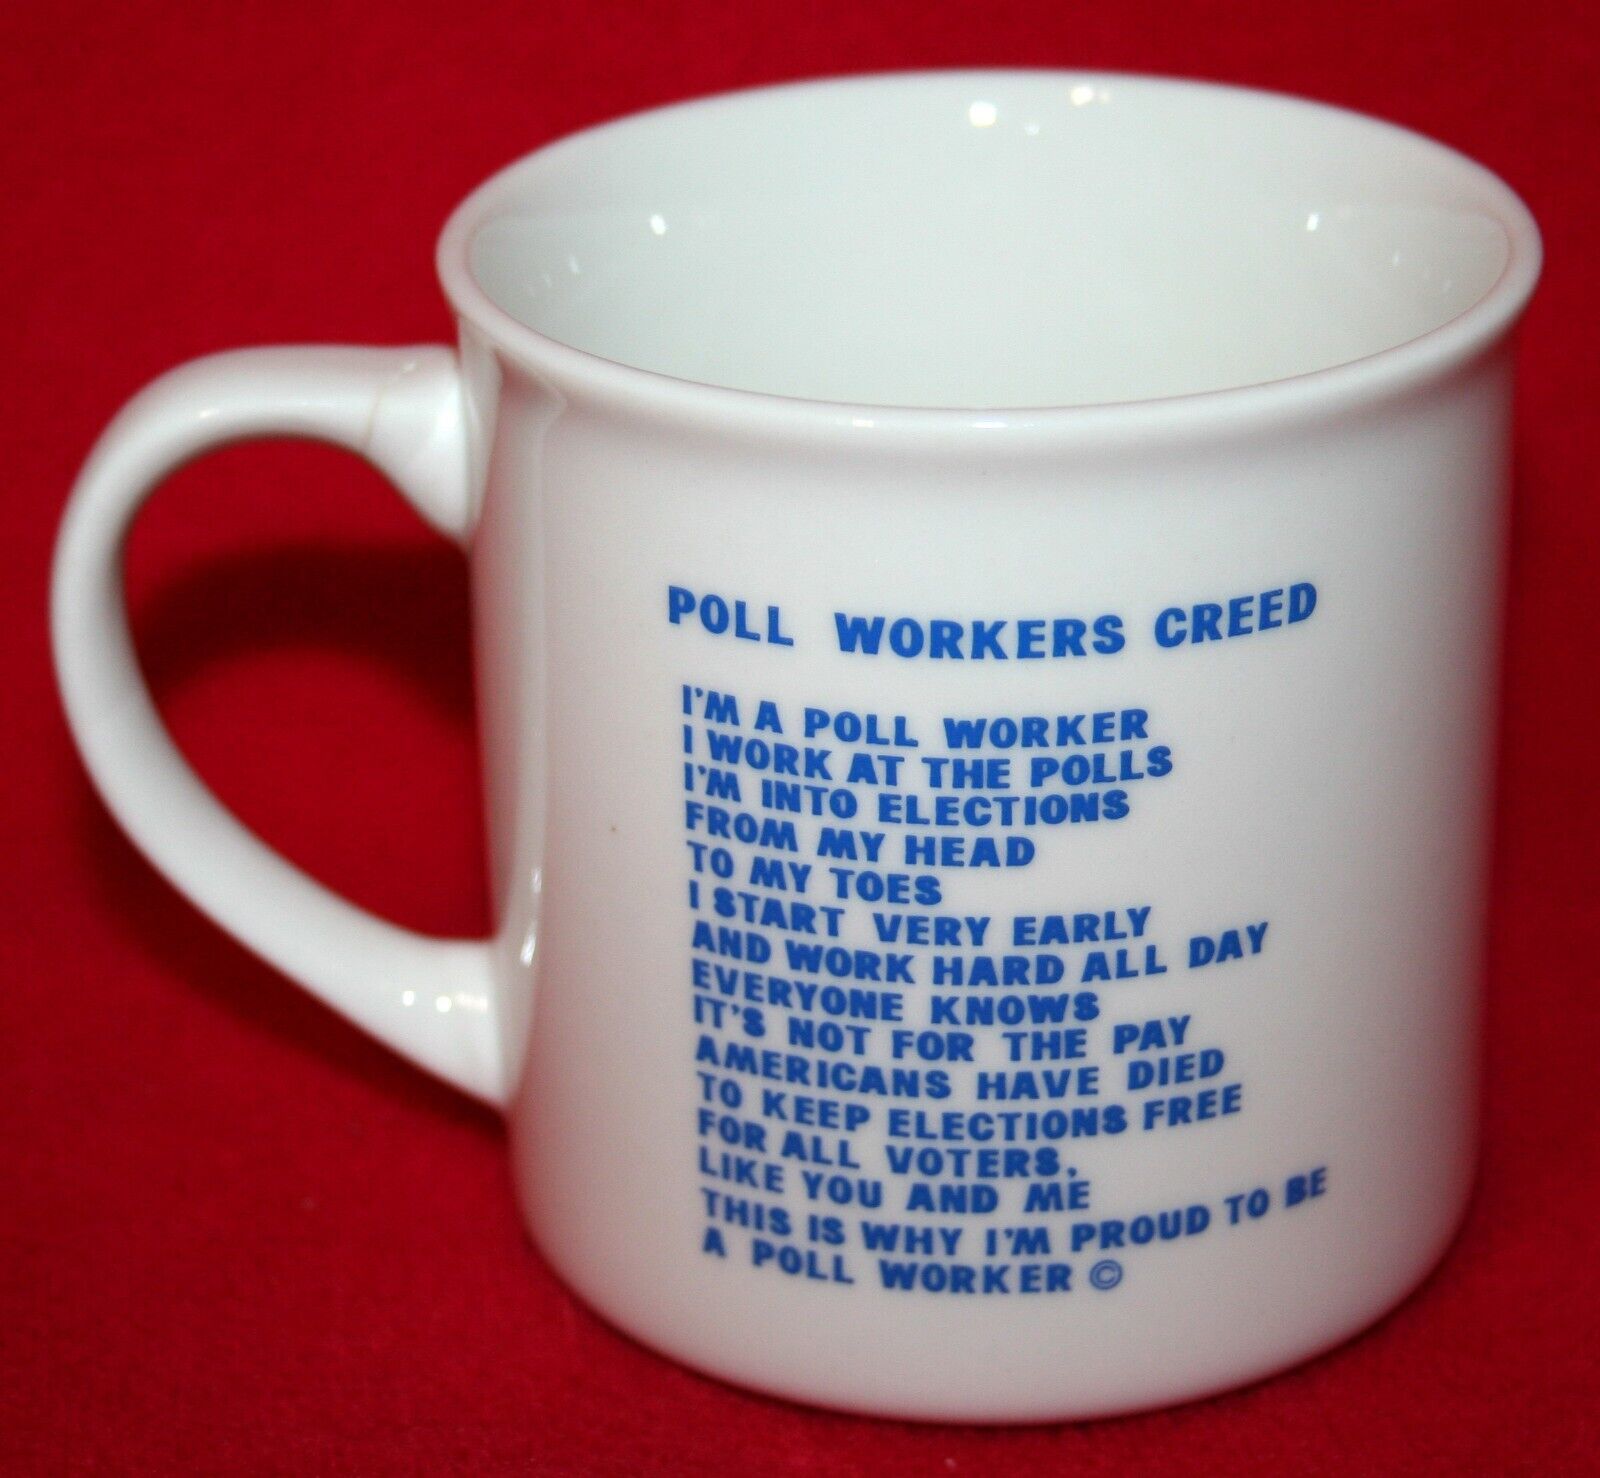 POLL WORKERS CREED
I'M A POLL WORKER
I WORK AT THE POLLS
I'M INTO ELECTIONS
FROM MY HEAD
TO MY TOES
I START VERY EARLY
AND WORK HARD ALL DAY
EVERYONE KNOWS
IT'S NOT FOR THE PAY
AMERICANS HAVE DIED
TO KEEP ELECTIONS FREE
FOR ALL VOTERS,
LIKE YOU AND ME
THIS IS WHY I'M PROUD TO BE
A POLL WORKER ©